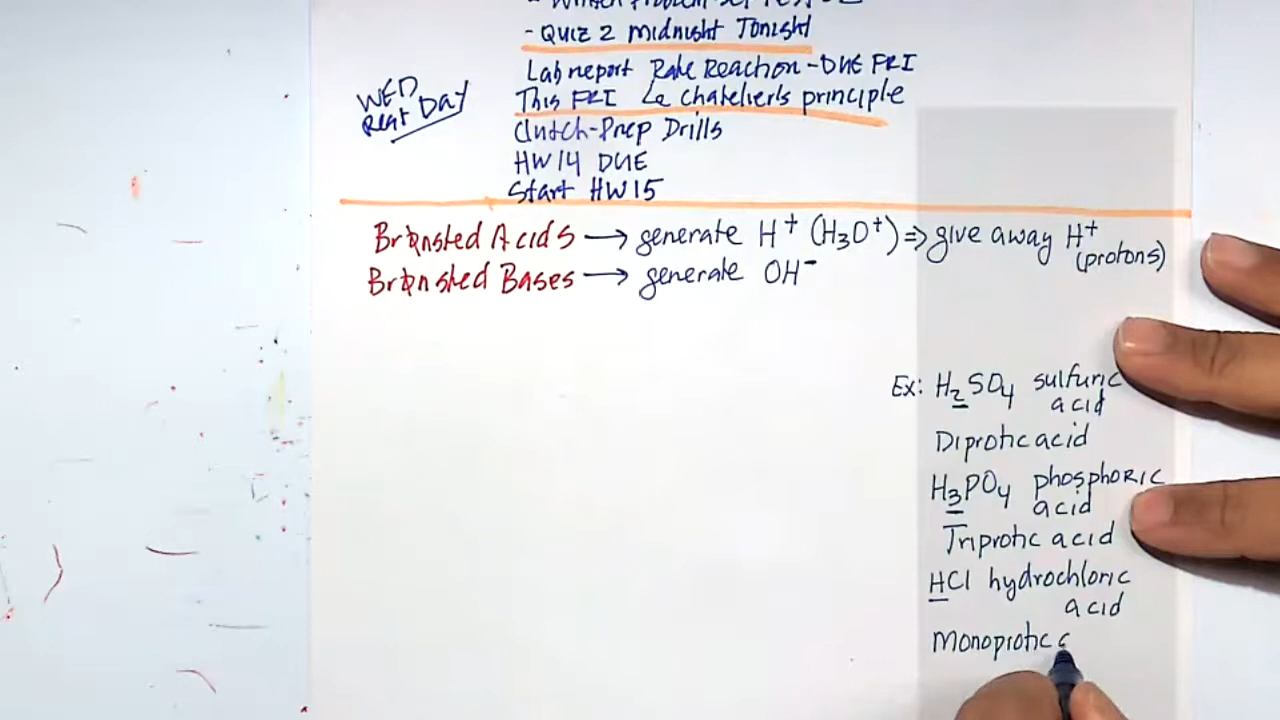 - Quiz 2 Midnight Tonight
Lab report Rate Reaction - DUE FRI
This FRI Le Chatelier's principle
Clutch-Prep Drills
HW14 DUE
Start HW15
WED
Rest Day
Brønsted Acids → generate H⁺ (H₃O⁺) ⇒ give away H⁺
(protons)
Brønsted Bases → generate OH⁻
Ex: H₂SO₄ sulfuric
acid
Diprotic acid
H₃PO₄ phosphoric
acid
Triprotic acid
HCl hydrochloric
acid
Monoprotic